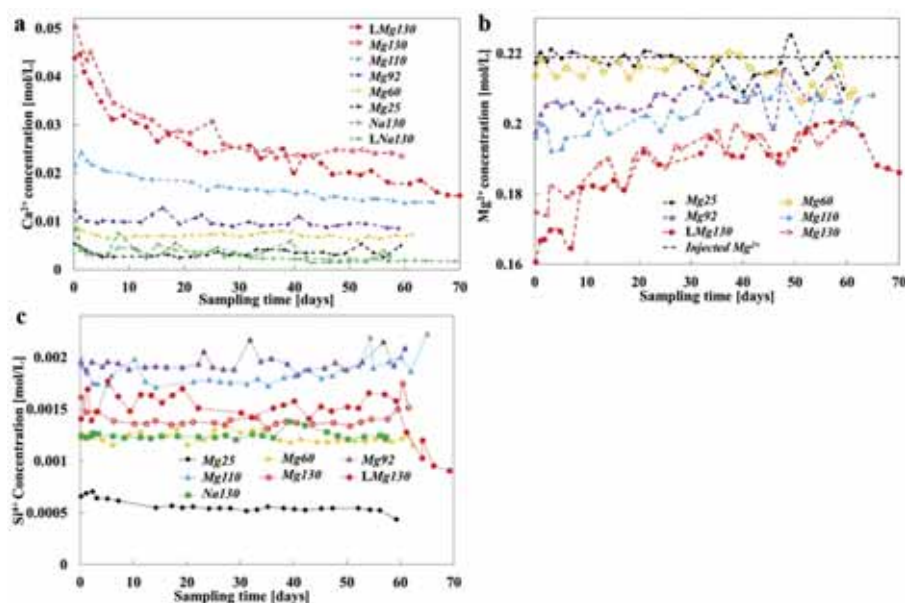 a
0.05
0.04
0.03
0.02
0.01
0
Ca²⁺ concentration [mol/L]
0 10 20 30 40 50 60 70
Sampling time [days]
LMg130
Mg130
Mg110
Mg92
Mg60
Mg25
Na130
LNa130
b
0.22
0.2
0.18
0.16
Mg²⁺ concentration [mol/L]
0 10 20 30 40 50 60 70
Sampling time [days]
Mg25 Mg60
Mg92 Mg110
LMg130 Mg130
Injected Mg²⁺
c
0.002
0.0015
0.001
0.0005
0
Si⁴⁺ Concentration [mol/L]
0 10 20 30 40 50 60 70
Sampling time [days]
Mg25 Mg60 Mg92
Mg110 Mg130 LMg130
Na130